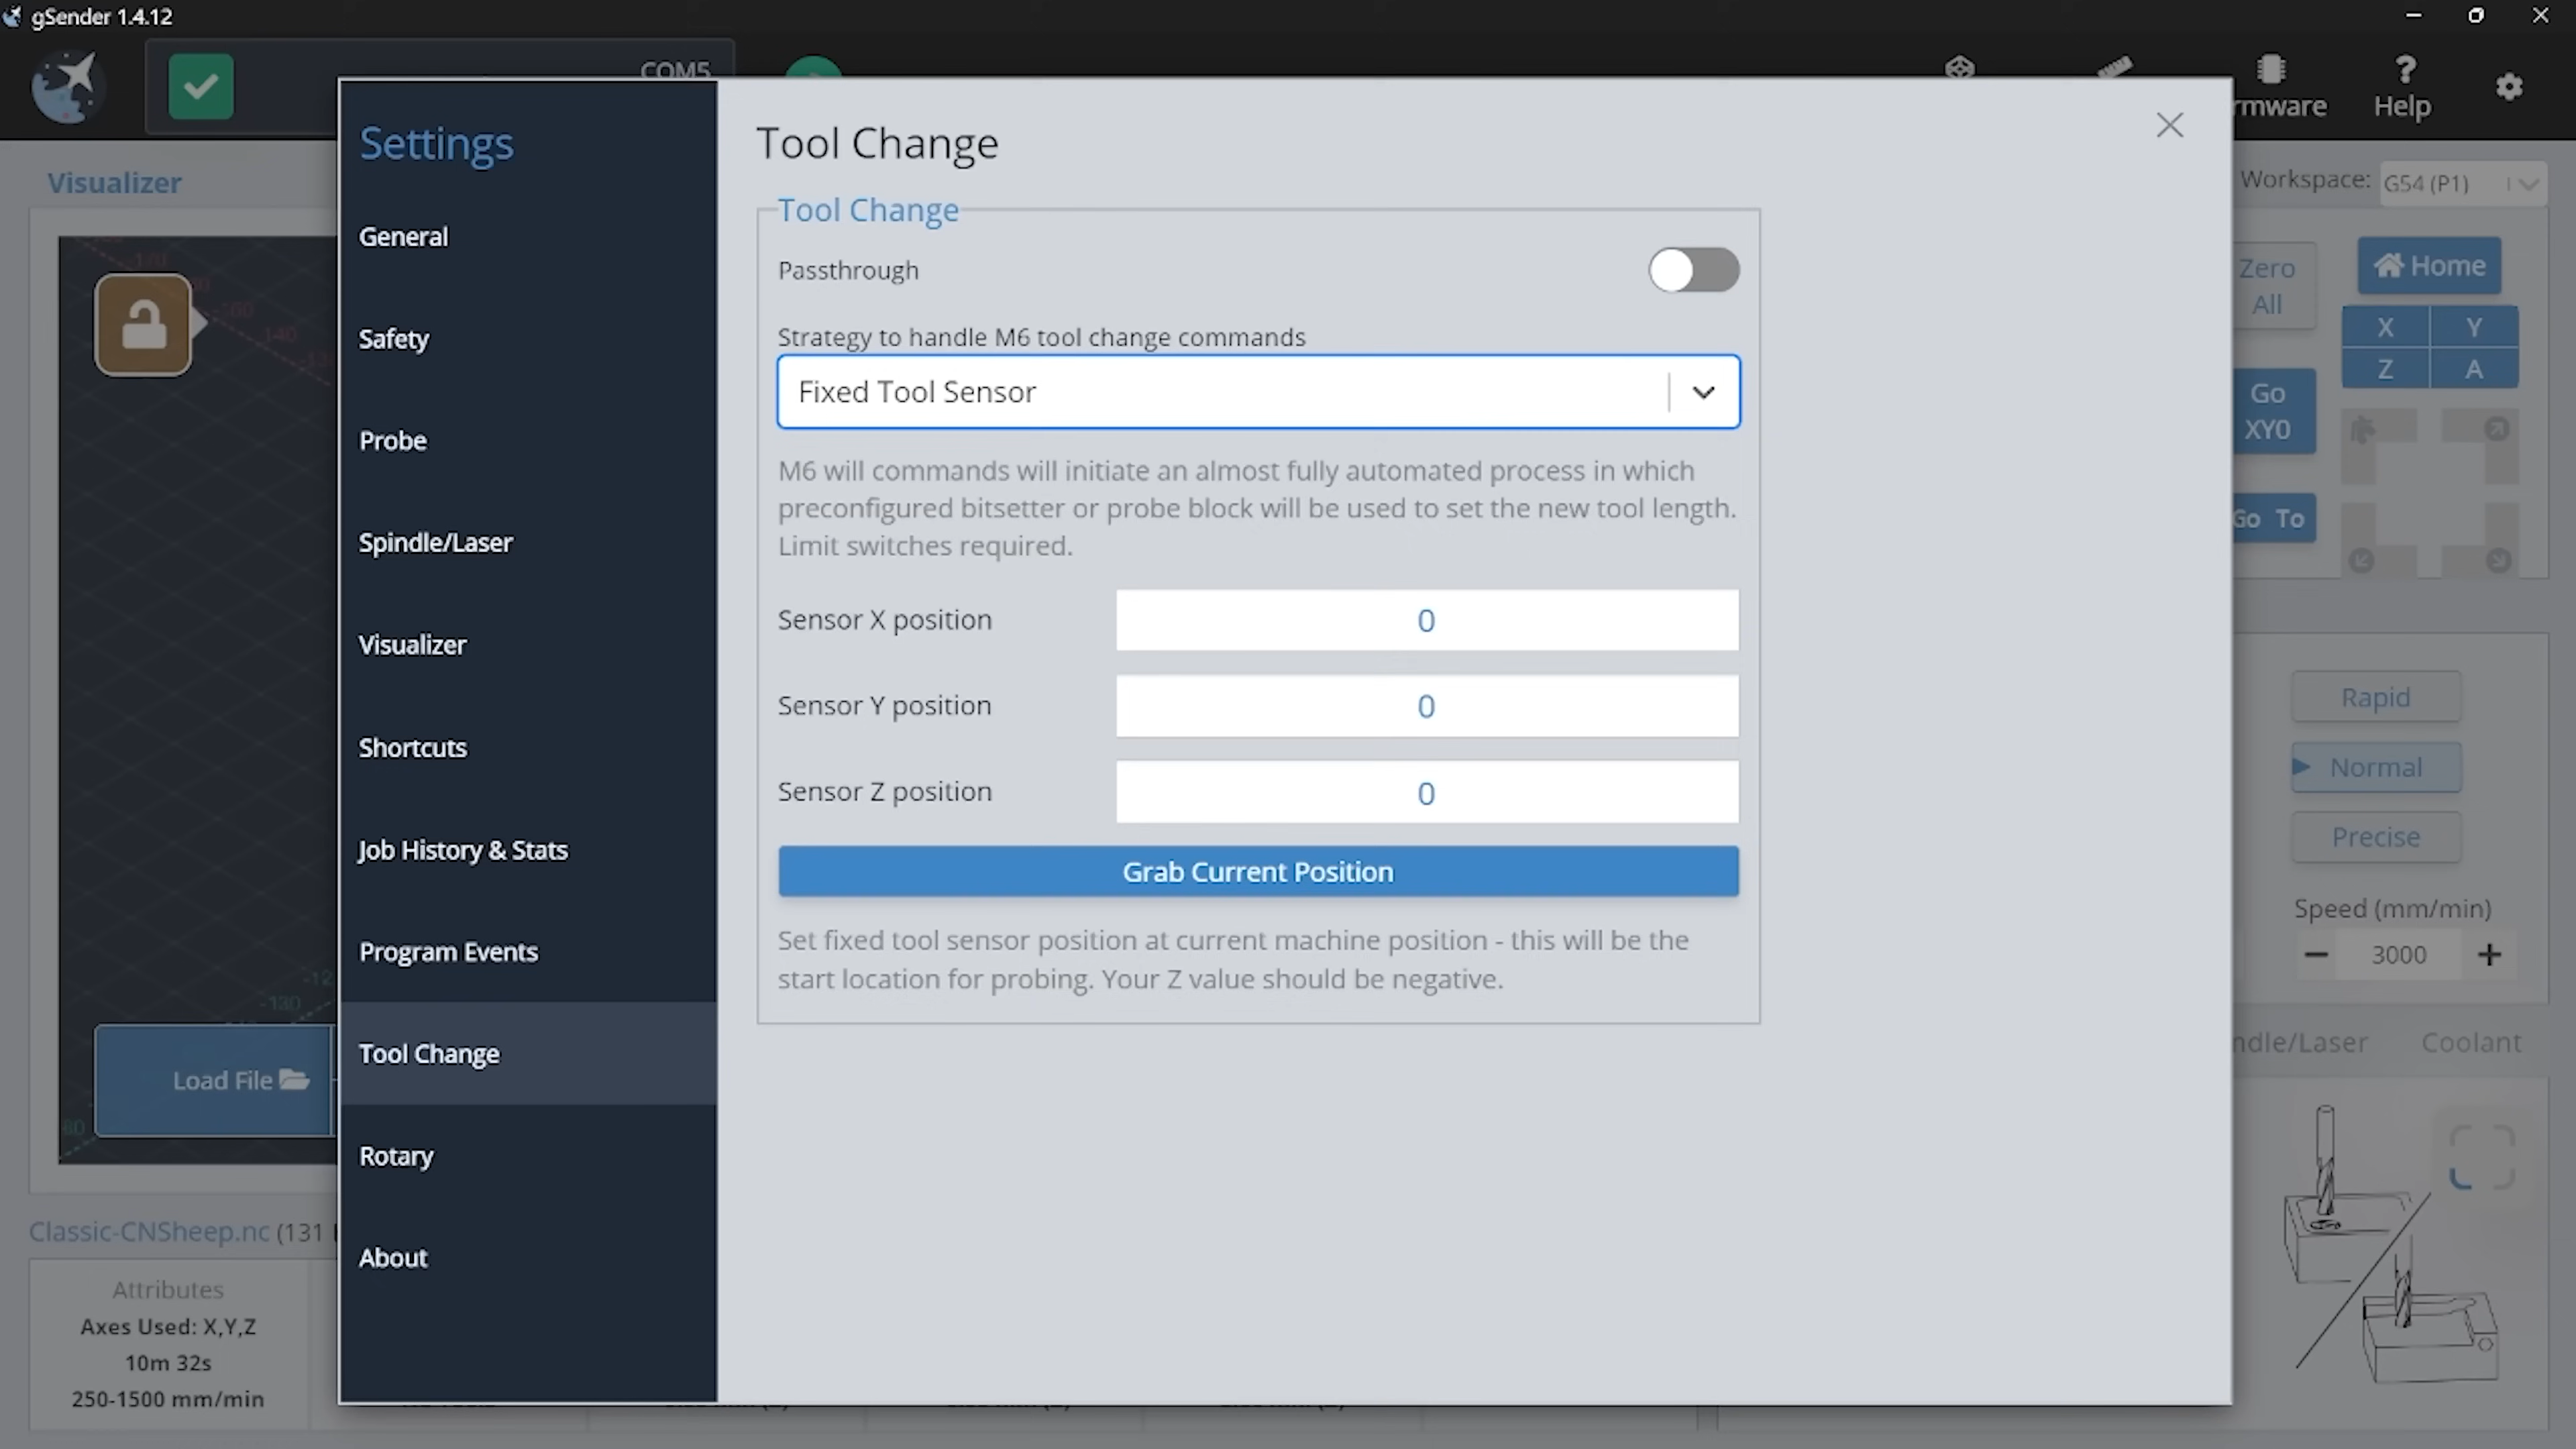 gSender 1.4.12
COM5
Help
Settings
General
Safety
Probe
Spindle/Laser
Visualizer
Shortcuts
Job History & Stats
Program Events
Tool Change
Rotary
About
Tool Change
Tool Change
Passthrough
Strategy to handle M6 tool change commands
Fixed Tool Sensor
M6 will commands will initiate an almost fully automated process in which
preconfigured bitsetter or probe block will be used to set the new tool length.
Limit switches required.
Sensor X position 0
Sensor Y position 0
Sensor Z position 0
Grab Current Position
Set fixed tool sensor position at current machine position - this will be the
start location for probing. Your Z value should be negative.
Visualizer
-130
Load File
Classic-CNSheep.nc (131
Attributes
Axes Used: X,Y,Z
10m 32s
250-1500 mm/min
Workspace: G54 (P1)
Zero
All
Home
X Y
Z A
Go
XY0
Go To
Rapid
Normal
Precise
Speed (mm/min)
3000
Coolant